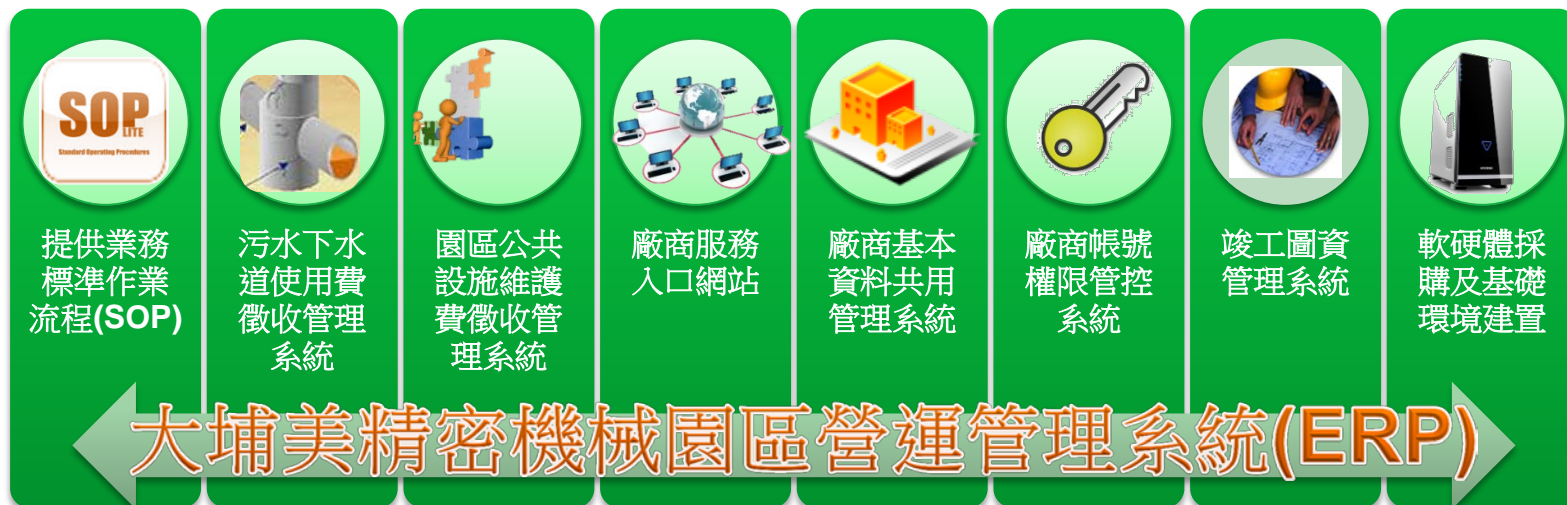 SOP
LITE
Standard Operating Procedures
提供業務
標準作業
流程(SOP)
污水下水
道使用費
徵收管理
系統
園區公共
設施維護
費徵收管
理系統
廠商服務
入口網站
廠商基本
資料共用
管理系統
廠商帳號
權限管控
系統
竣工圖資
管理系統
軟硬體採
購及基礎
環境建置
大埔美精密機械園區營運管理系統(ERP)